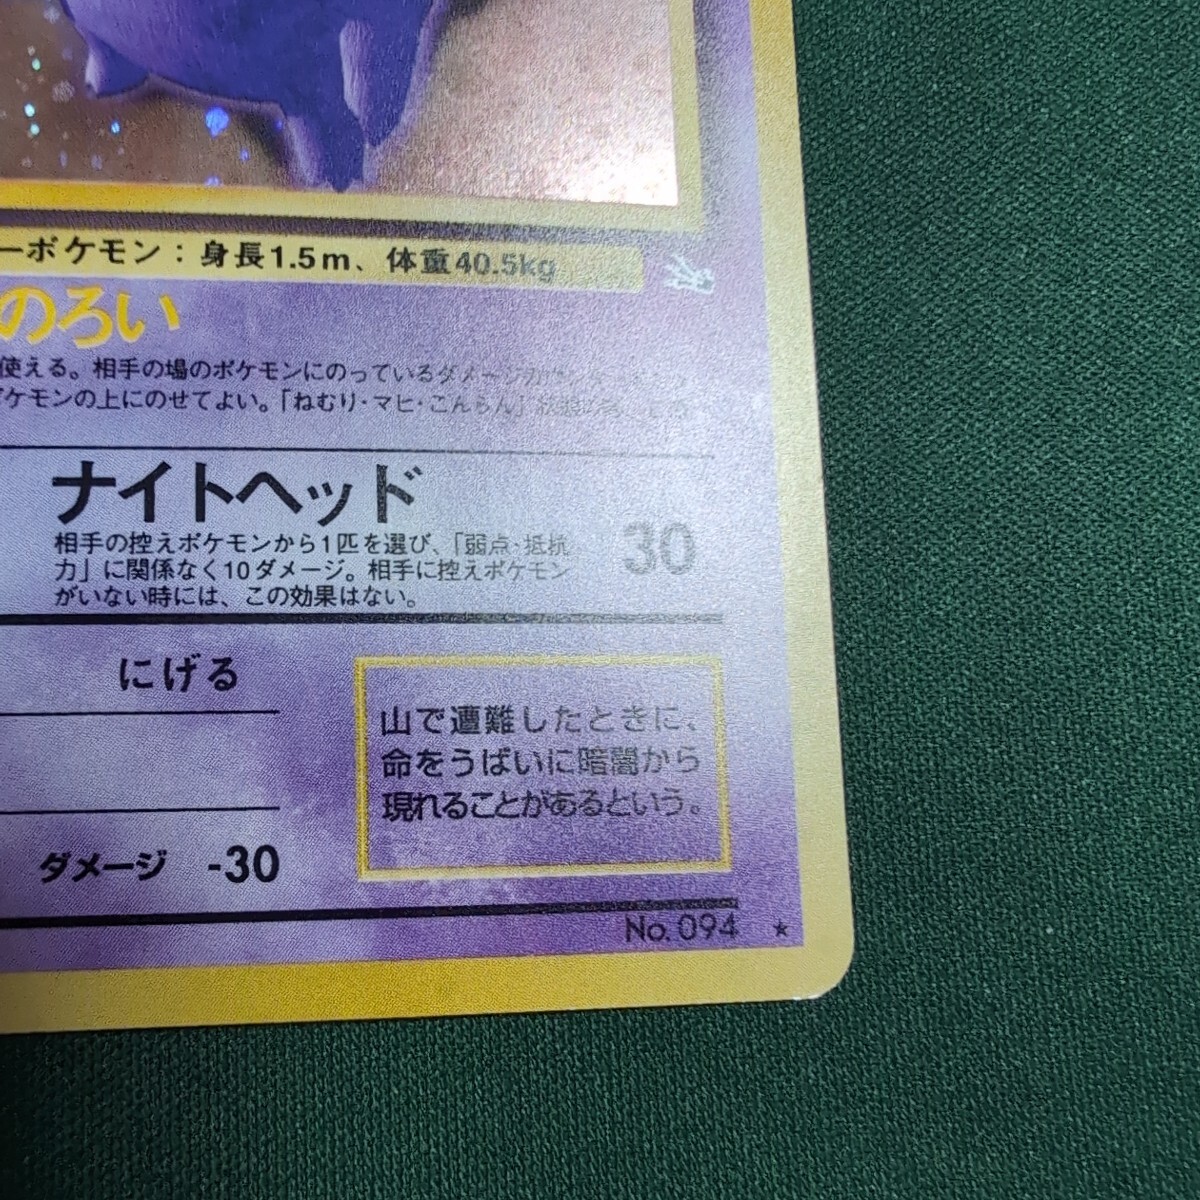 ーポケモン：身長1.5m、体重40.5kg
のろい
使える。相手の場のポケモンにのっているダメージカ
ケモンの上にのせてよい。「ねむり・マヒ・こんらん」状態の
ナイトヘッド
相手の控えポケモンから1匹を選び、「弱点・抵抗
力」に関係なく10ダメージ。相手に控えポケモン
がいない時には、この効果はない。
30
にげる
山で遭難したときに、
命をうばいに暗闇から
現れることがあるという。
ダメージ -30
No.094 ★